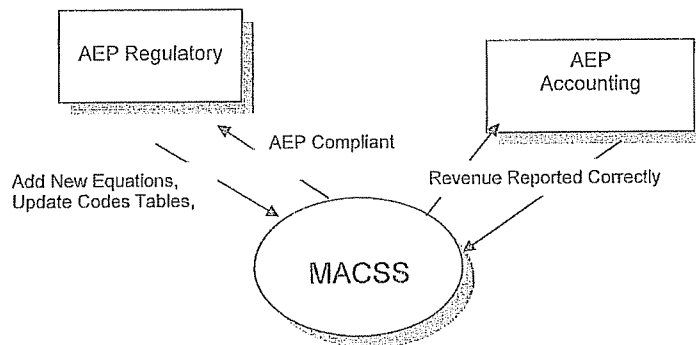 AEP Regulatory
AEP
Accounting
AEP Compliant
Add New Equations,
Update Codes Tables,
Revenue Reported Correctly
MACSS